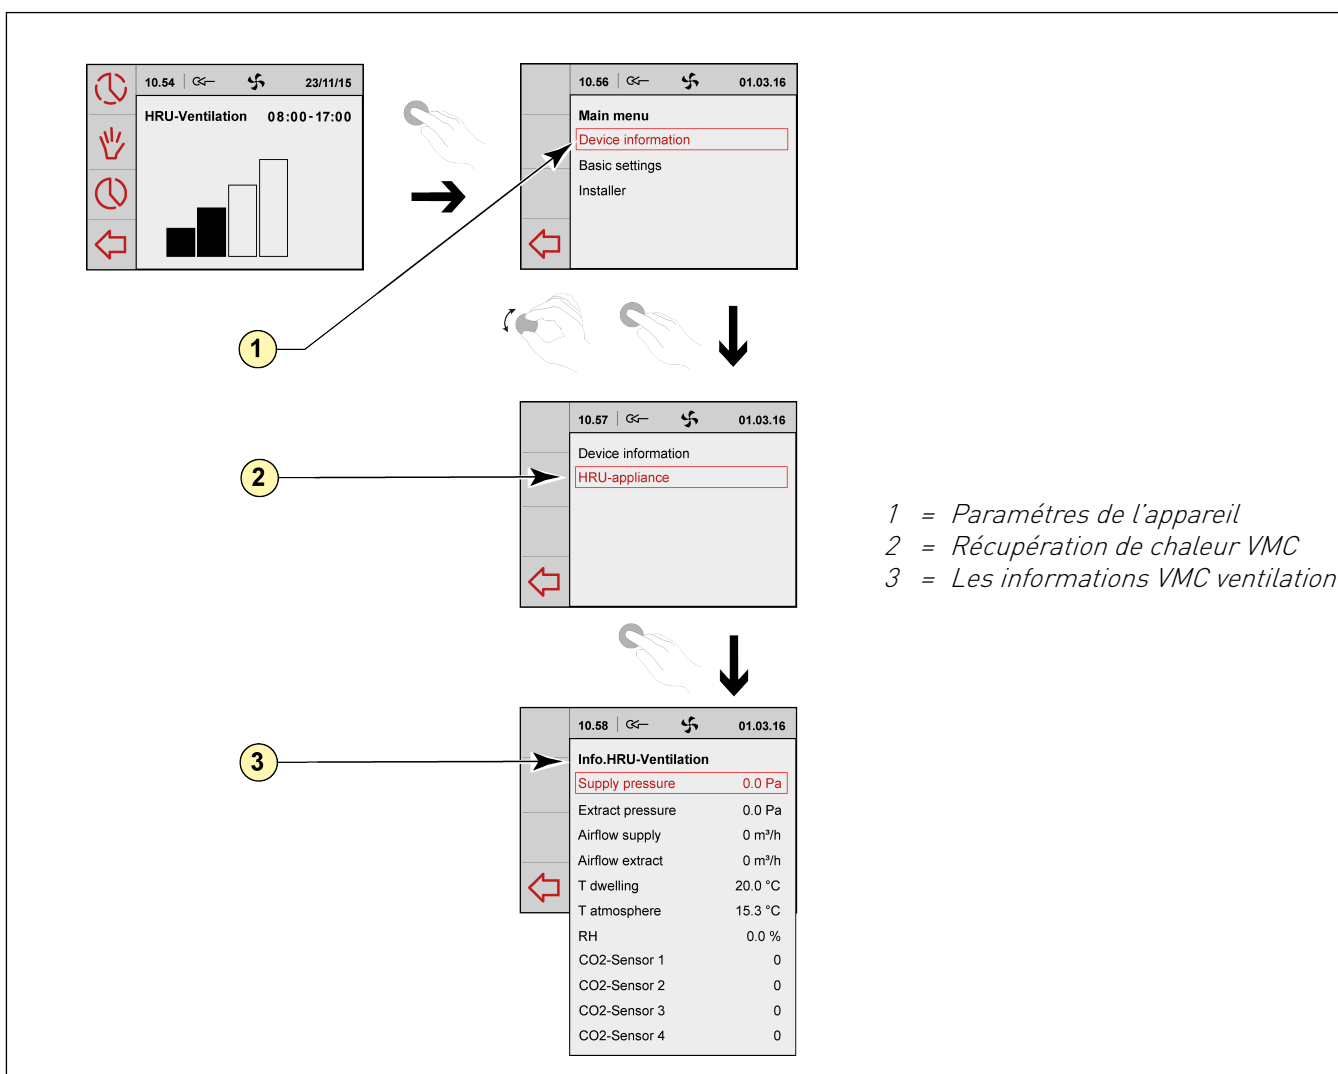 10.54 23/11/15
HRU-Ventilation 08:00-17:00
10.56 01.03.16
Main menu
Device information
Basic settings
Installer
1
10.57 01.03.16
Device information
HRU-appliance
2
1 = Paramétres de l'appareil
2 = Récupération de chaleur VMC
3 = Les informations VMC ventilation
10.58 01.03.16
3
Info.HRU-Ventilation
Supply pressure 0.0 Pa
Extract pressure 0.0 Pa
Airflow supply 0 m³/h
Airflow extract 0 m³/h
T dwelling 20.0 °C
T atmosphere 15.3 °C
RH 0.0 %
CO2-Sensor 1 0
CO2-Sensor 2 0
CO2-Sensor 3 0
CO2-Sensor 4 0